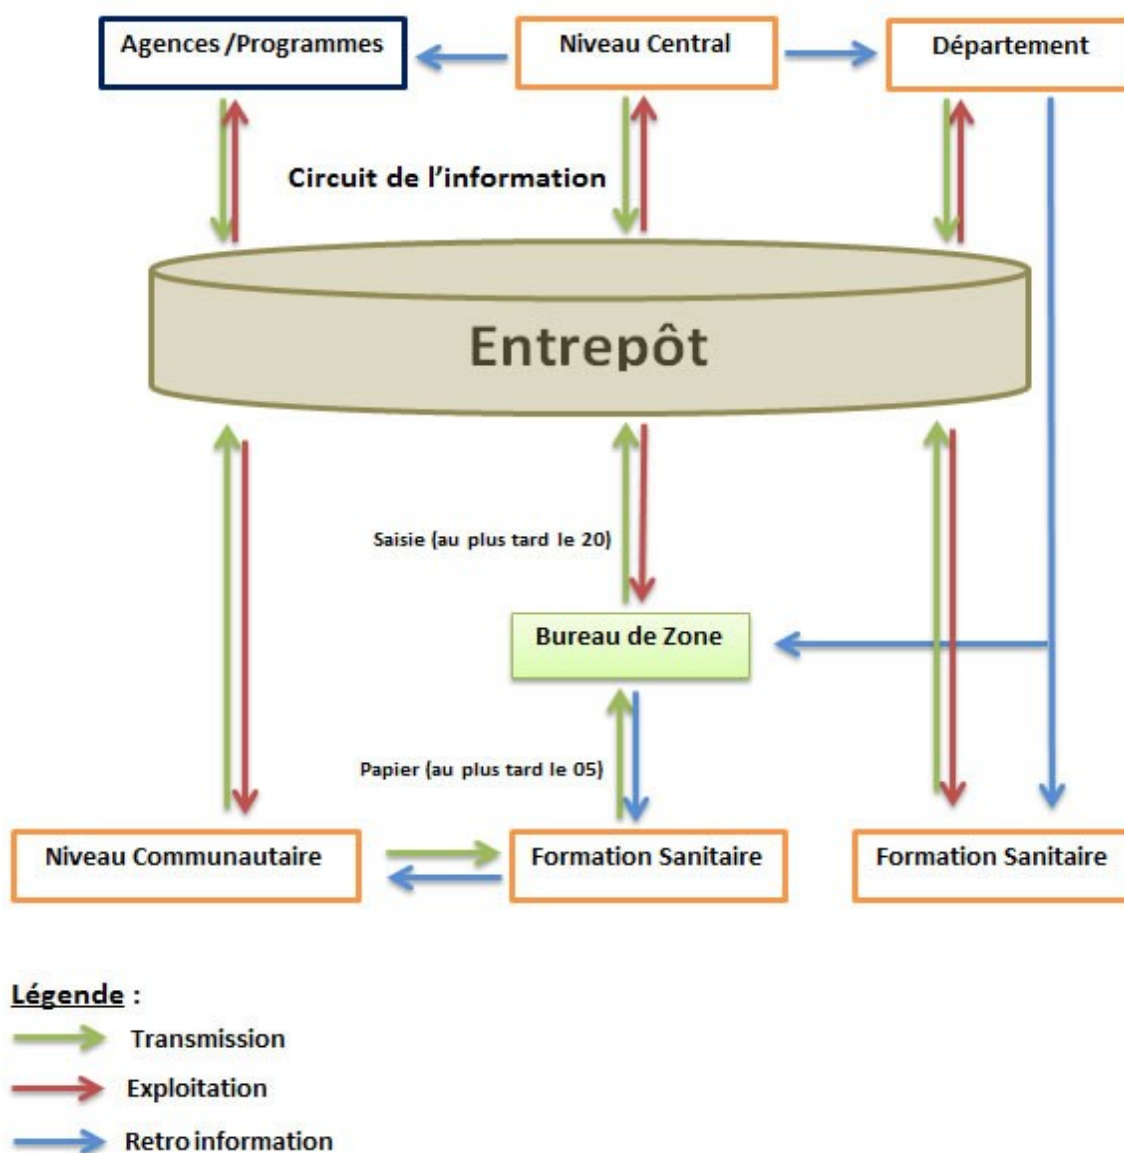 Agences /Programmes
Niveau Central
Département
Circuit de l'information
Entrepôt
Saisie (au plus tard le 20)
Bureau de Zone
Papier (au plus tard le 05)
Niveau Communautaire
Formation Sanitaire
Formation Sanitaire
Légende :
Transmission
Exploitation
Retro information